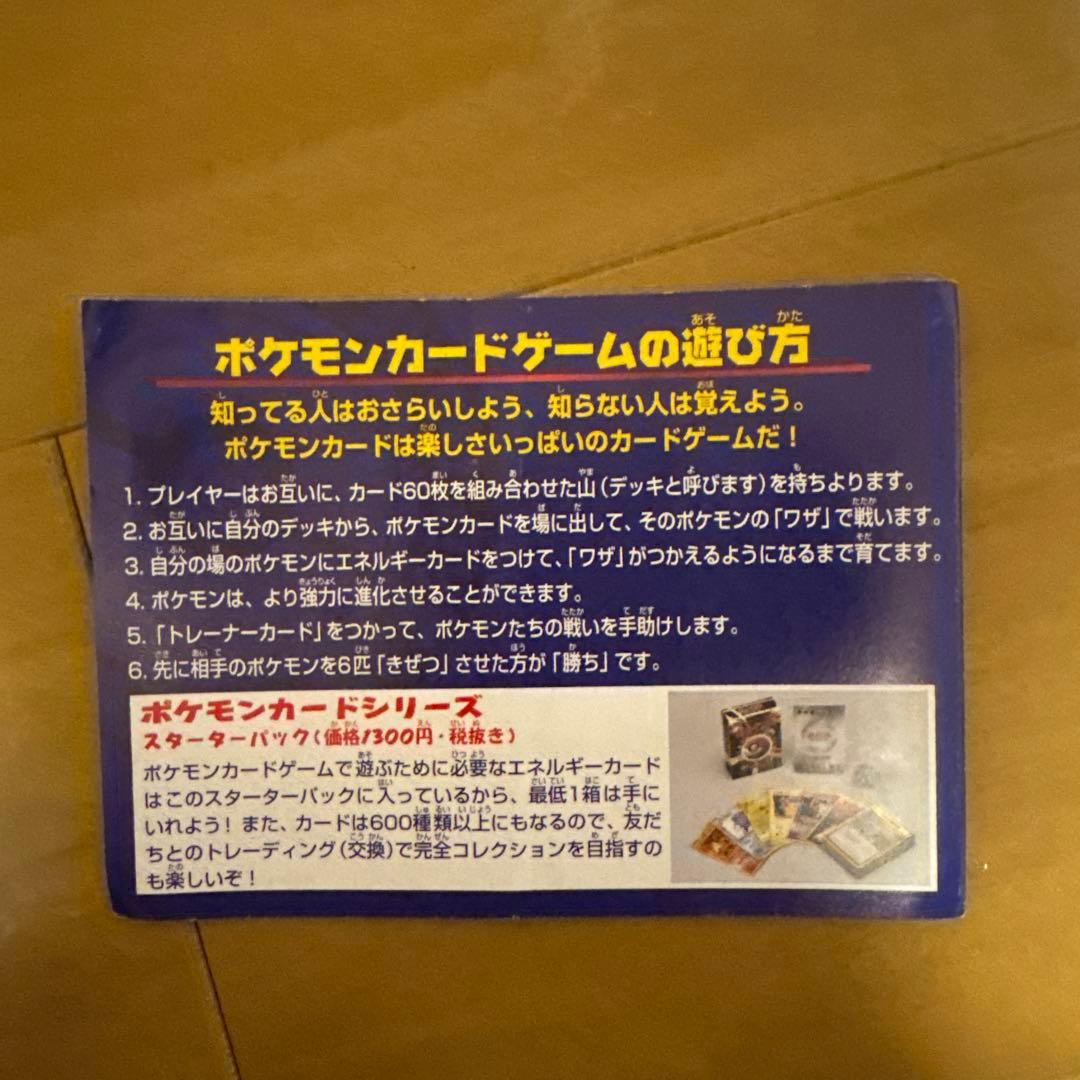 ポケモンカードゲームの遊び方
知ってる人はおさらいしよう、知らない人は覚えよう。
ポケモンカードは楽しさいっぱいのカードゲームだ！
1. プレイヤーはお互いに、カード60枚を組み合わせた山（デッキと呼びます）を持ちよります。
2. お互いに自分のデッキから、ポケモンカードを場に出して、そのポケモンの「ワザ」で戦います。
3. 自分の場のポケモンにエネルギーカードをつけて、「ワザ」がつかえるようになるまで育てます。
4. ポケモンは、より強力に進化させることができます。
5. 「トレーナーカード」をつかって、ポケモンたちの戦いを手助けします。
6. 先に相手のポケモンを6匹「きぜつ」させた方が「勝ち」です。
ポケモンカードシリーズ
スターターパック（価格1300円・税抜き）
ポケモンカードゲームで遊ぶために必要なエネルギーカード
はこのスターターパックに入っているから、最低1箱は手に
いれよう！また、カードは600種類以上にもなるので、友だ
ちとのトレーディング（交換）で完全コレクションを目指すの
も楽しいぞ！